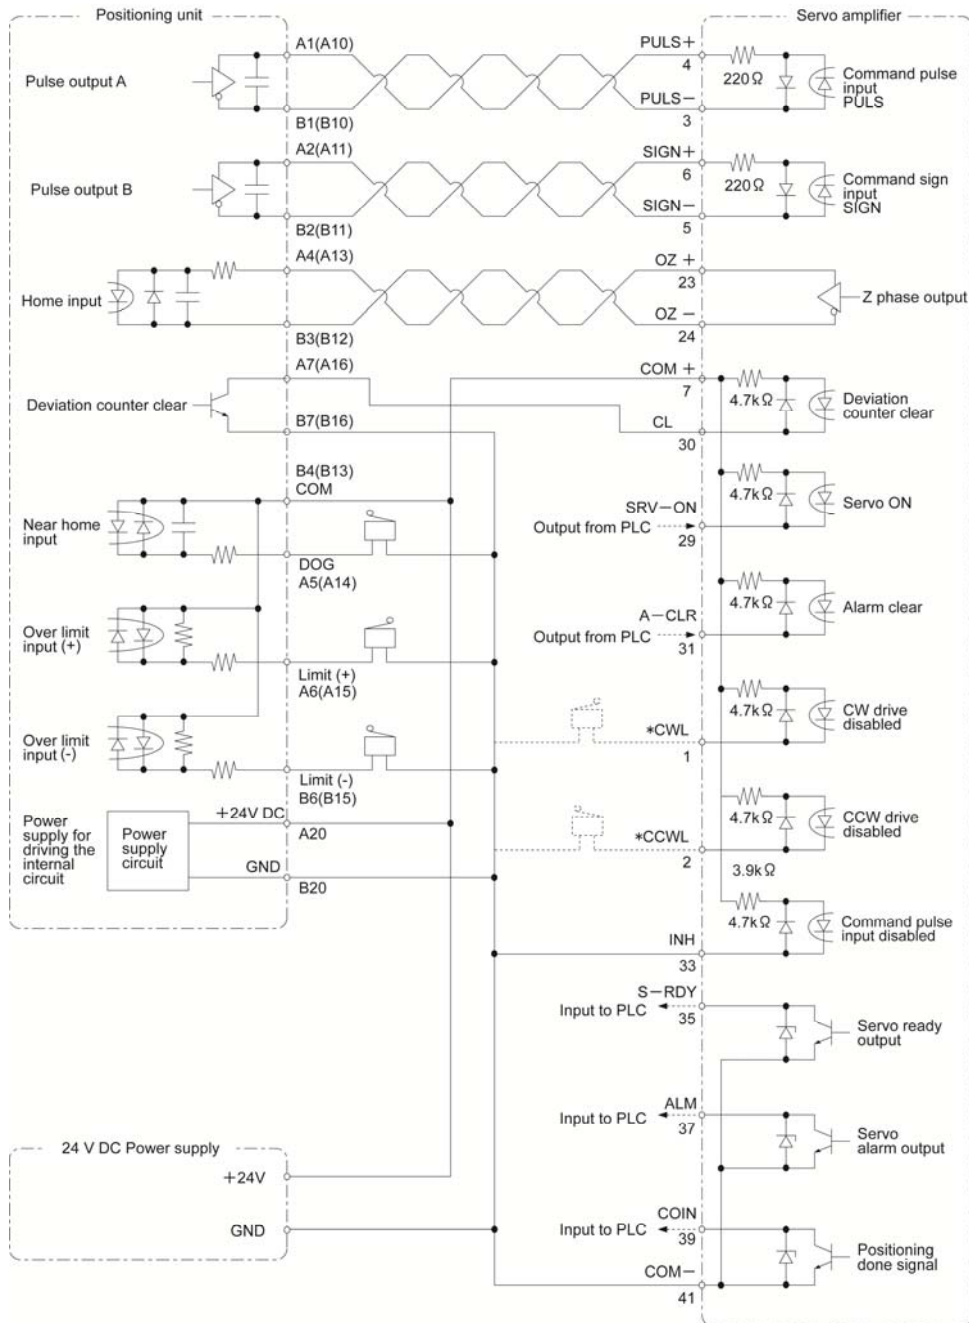 Positioning unit
Servo amplifier
A1(A10)
PULS+
4
Pulse output A
220Ω
Command pulse
input
PULS
PULS−
B1(B10)
3
A2(A11)
SIGN+
6
Pulse output B
220Ω
Command sign
input
SIGN
SIGN−
B2(B11)
5
A4(A13)
OZ +
23
Home input
Z phase output
OZ −
B3(B12)
24
A7(A16)
COM +
7
Deviation counter clear
4.7kΩ
Deviation
counter clear
B7(B16)
CL
30
B4(B13)
COM
Near home
input
SRV−ON
4.7kΩ
Servo ON
Output from PLC
29
DOG
A5(A14)
A−CLR
4.7kΩ
Alarm clear
Over limit
input (+)
Output from PLC
31
Limit (+)
A6(A15)
4.7kΩ
CW drive
disabled
*CWL
1
Over limit
input (-)
Limit (-)
B6(B15)
+24V DC
A20
Power
supply for
driving the
internal
circuit
Power
supply
circuit
GND
B20
4.7kΩ
CCW drive
disabled
*CCWL
2
3.9kΩ
4.7kΩ
Command pulse
input disabled
INH
33
S−RDY
Input to PLC
35
Servo ready
output
ALM
Input to PLC
37
Servo
alarm output
24 V DC Power supply
+24V
GND
COIN
Input to PLC
39
Positioning
done signal
COM−
41